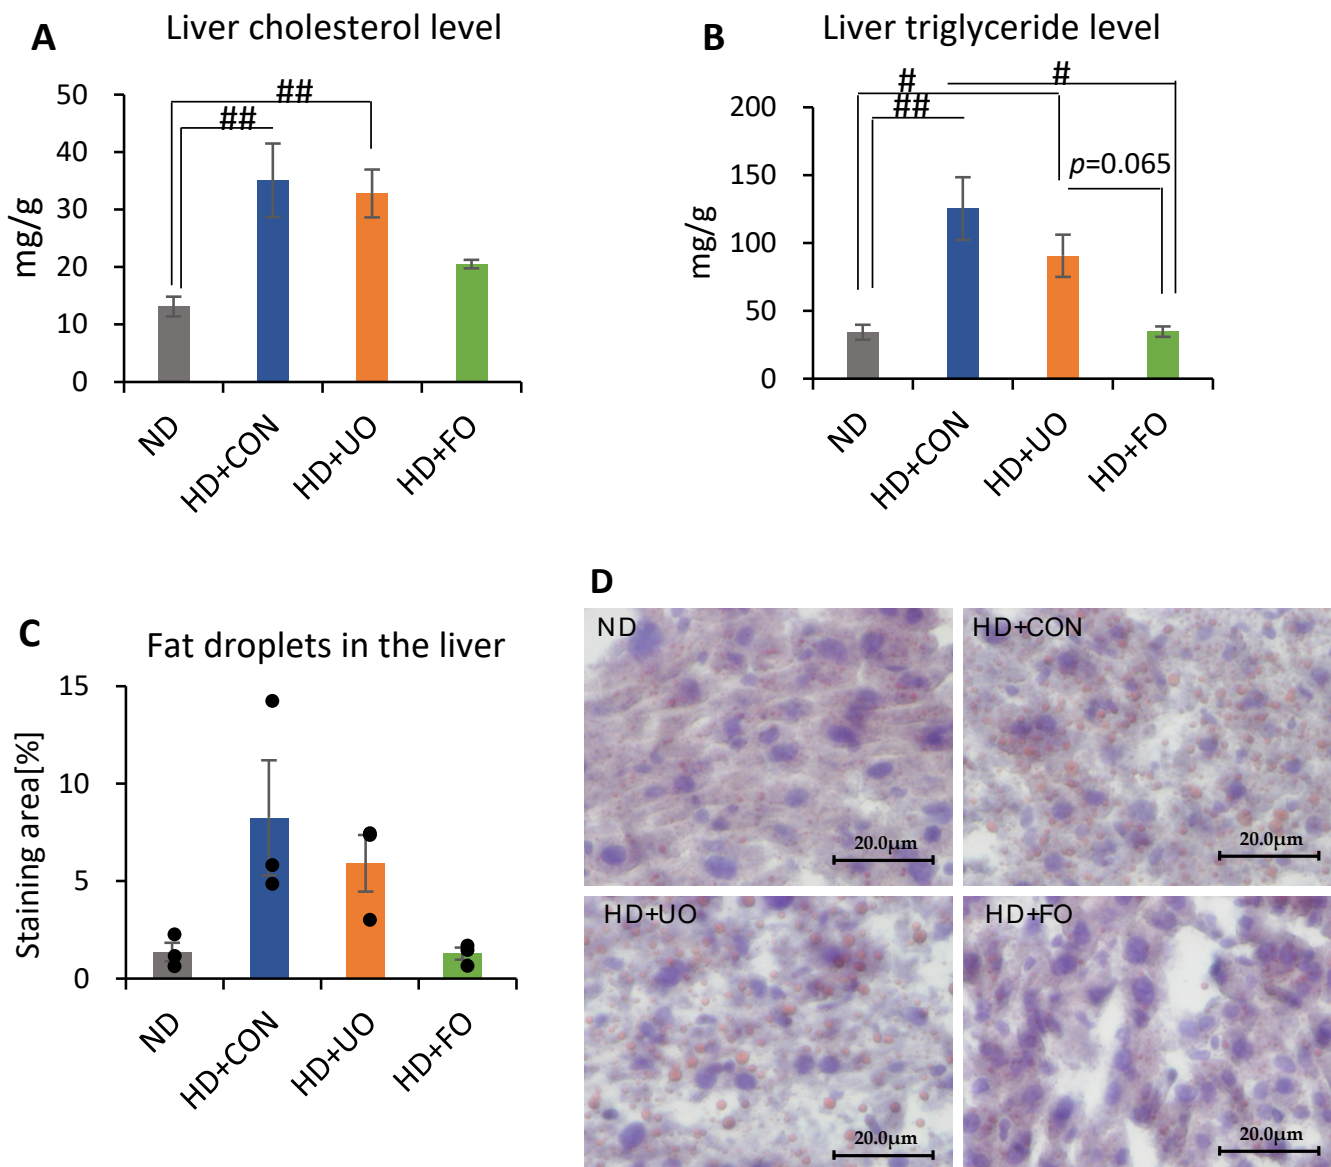 A
Liver cholesterol level
mg/g
50
40
30
20
10
0
##
##
ND
HD+CON
HD+UO
HD+FO
B
Liver triglyceride level
mg/g
200
150
100
50
0
#
#
##
p=0.065
ND
HD+CON
HD+UO
HD+FO
C
Fat droplets in the liver
Staining area[%]
15
10
5
0
ND
HD+CON
HD+UO
HD+FO
D
ND
20.0μm
HD+CON
20.0μm
HD+UO
20.0μm
HD+FO
20.0μm